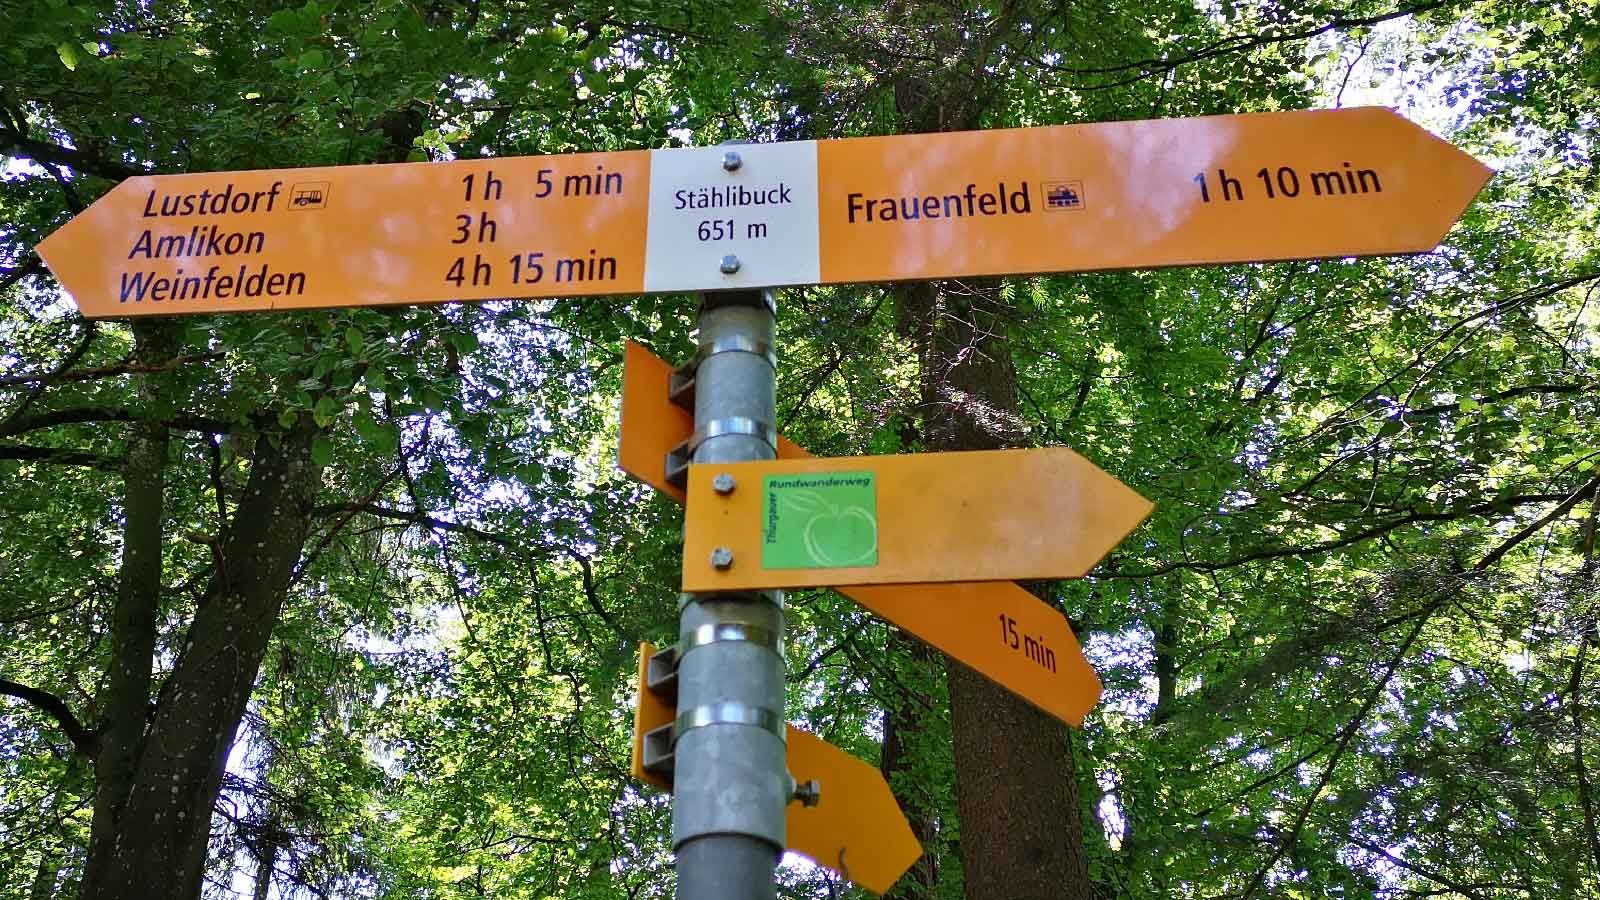 Lustdorf 1 h 5 min
Amlikon 3 h
Weinfelden 4 h 15 min
Stählibuck
651 m
Frauenfeld 1 h 10 min
Thurgauer
Rundwanderweg
15 min